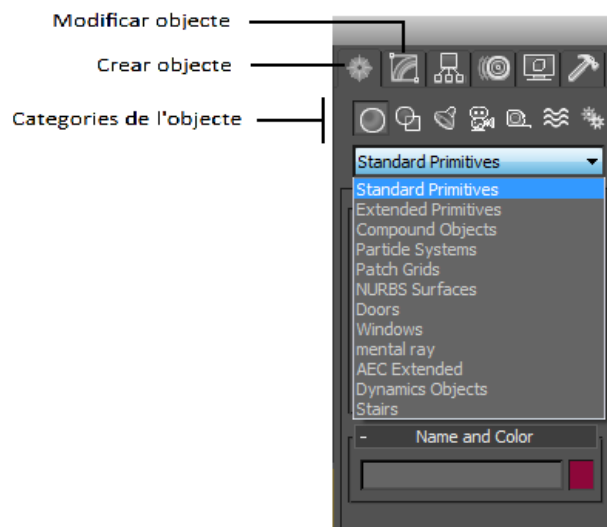 Modificar objecte
Crear objecte
Categories de l'objecte
Standard Primitives
Standard Primitives
Extended Primitives
Compound Objects
Particle Systems
Patch Grids
NURBS Surfaces
Doors
Windows
mental ray
AEC Extended
Dynamics Objects
Stairs
- Name and Color